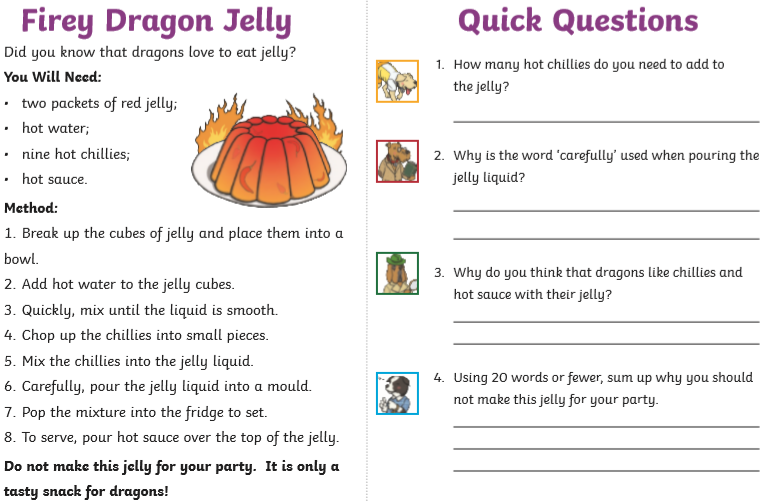 Firey Dragon Jelly
Did you know that dragons love to eat jelly?
You Will Need:
• two packets of red jelly;
• hot water;
• nine hot chillies;
• hot sauce.
Method:
1. Break up the cubes of jelly and place them into a
bowl.
2. Add hot water to the jelly cubes.
3. Quickly, mix until the liquid is smooth.
4. Chop up the chillies into small pieces.
5. Mix the chillies into the jelly liquid.
6. Carefully, pour the jelly liquid into a mould.
7. Pop the mixture into the fridge to set.
8. To serve, pour hot sauce over the top of the jelly.
Do not make this jelly for your party.  It is only a
tasty snack for dragons!
Quick Questions
1. How many hot chillies do you need to add to
the jelly?
2. Why is the word ‘carefully’ used when pouring the
jelly liquid?
3. Why do you think that dragons like chillies and
hot sauce with their jelly?
4. Using 20 words or fewer, sum up why you should
not make this jelly for your party.